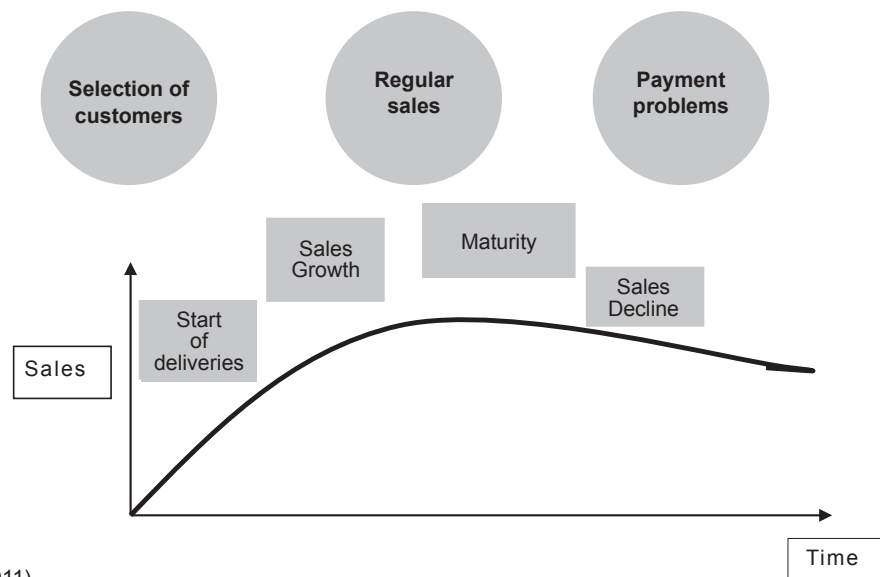 Selection of
customers
Regular
sales
Payment
problems
Sales
Growth
Maturity
Sales
Decline
Start
of
deliveries
Sales
Time